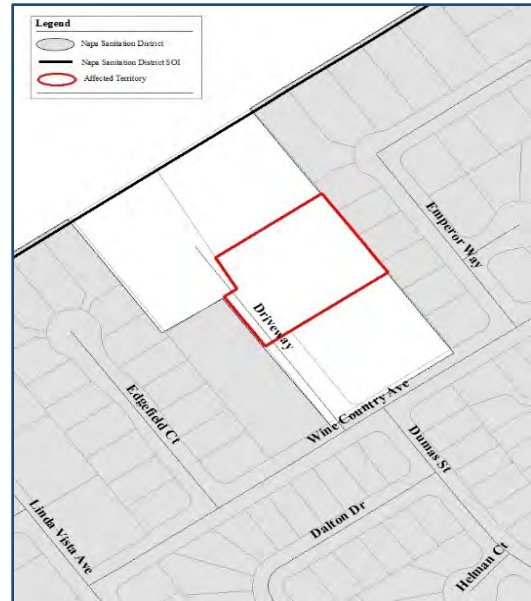 Legend
Napa Sanitation District
Napa Sanitation District SOI
Affected Territory
Emperor Way
Driveway
Edgefield Ct
Wine Country Ave
Dumas St
Linda Vista Ave
Dalton Dr
Helman Ct